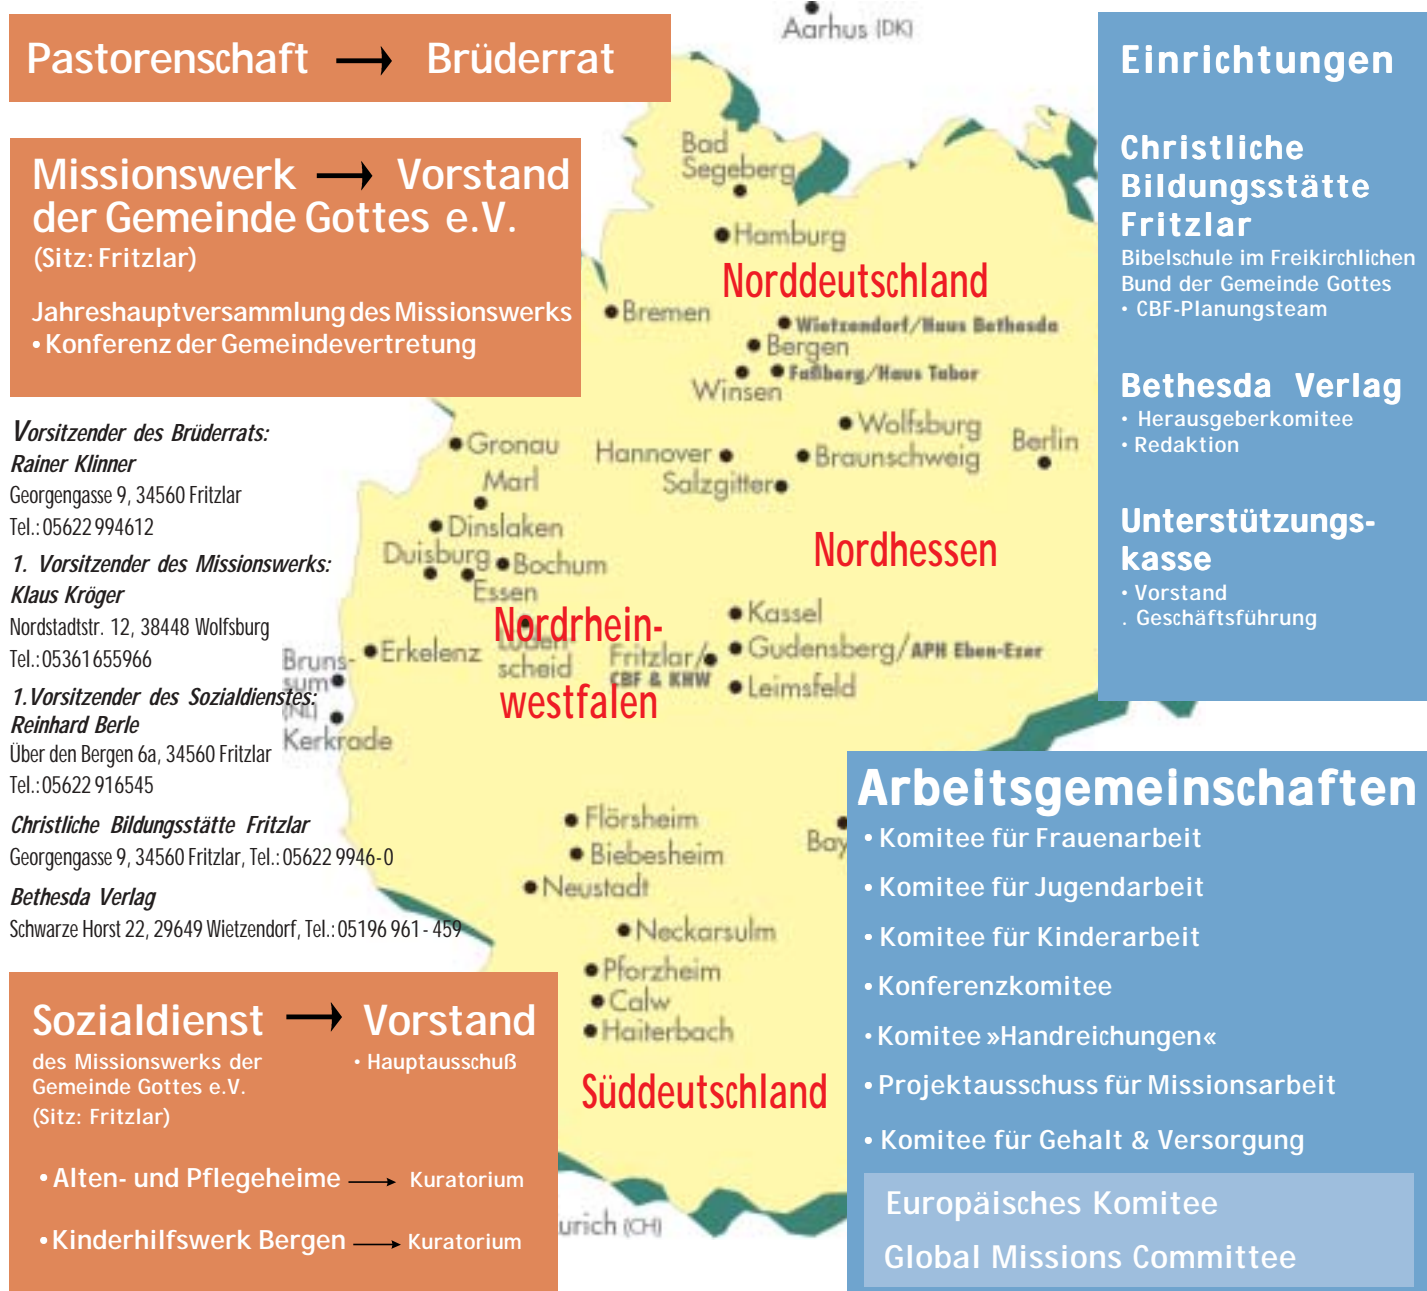 Pastorenschaft → Brüderrat
Missionswerk → Vorstand
der Gemeinde Gottes e.V.
(Sitz: Fritzlar)
Jahreshauptversammlung des Missionswerks
• Konferenz der Gemeindevertretung
Vorsitzender des Brüderrats:
Rainer Klinner
Georgengasse 9, 34560 Fritzlar
Tel.: 05622 994612
1. Vorsitzender des Missionswerks:
Klaus Kröger
Nordstadtstr. 12, 38448 Wolfsburg
Tel.: 05361 655966
1.Vorsitzender des Sozialdienstes:
Reinhard Berle
Über den Bergen 6a, 34560 Fritzlar
Tel.: 05622 916545
Christliche Bildungsstätte Fritzlar
Georgengasse 9, 34560 Fritzlar, Tel.: 05622 9946-0
Bethesda Verlag
Schwarze Horst 22, 29649 Wietzendorf, Tel.: 05196 961 - 459
Sozialdienst → Vorstand
des Missionswerks der
Gemeinde Gottes e.V.
(Sitz: Fritzlar)
• Hauptausschuß
• Alten- und Pflegeheime → Kuratorium
• Kinderhilfswerk Bergen → Kuratorium
Aarhus (DK)
Bad
Segeberg
Hamburg
Norddeutschland
Bremen
Wietzendorf/Haus Bethesda
Bergen
Faßberg/Haus Tabor
Winsen
Wolfsburg
Gronau
Hannover
Braunschweig
Berlin
Marl
Salzgitter
Dinslaken
Duisburg
Bochum
Essen
Nordhessen
Nordrhein-
westfalen
Kassel
Lüden-
scheid
Erkelenz
Fritzlar/
CBF & KHW
Gudensberg/APH Eben-Ezer
Leimsfeld
Bruns-
sum
(NL)
Kerkrade
Flörsheim
Bay
Biebesheim
Neustadt
Neckarsulm
Pforzheim
Calw
Haiterbach
Süddeutschland
urich (CH)
Einrichtungen
Christliche
Bildungsstätte
Fritzlar
Bibelschule im Freikirchlichen
Bund der Gemeinde Gottes
• CBF-Planungsteam
Bethesda Verlag
• Herausgeberkomitee
• Redaktion
Unterstützungs-
kasse
• Vorstand
. Geschäftsführung
Arbeitsgemeinschaften
• Komitee für Frauenarbeit
• Komitee für Jugendarbeit
• Komitee für Kinderarbeit
• Konferenzkomitee
• Komitee »Handreichungen«
• Projektausschuss für Missionsarbeit
• Komitee für Gehalt & Versorgung
Europäisches Komitee
Global Missions Committee